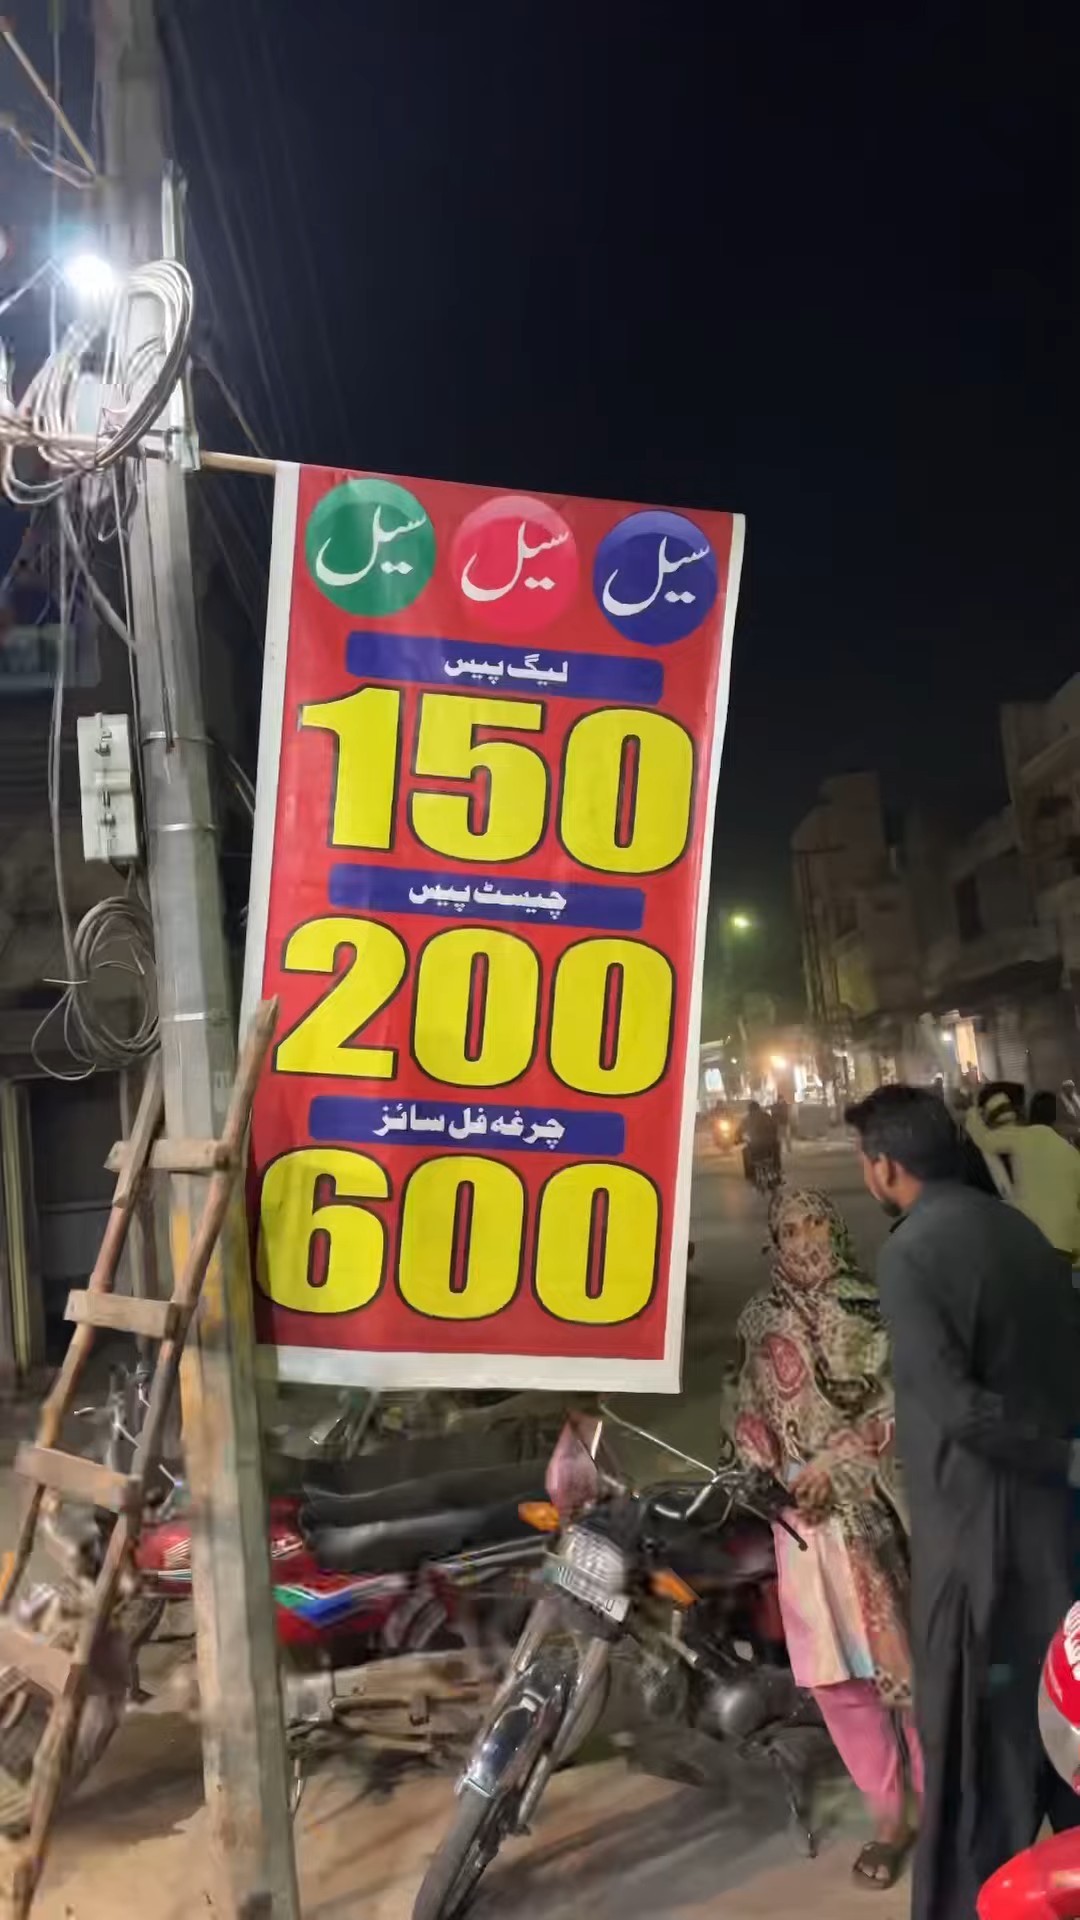 سیل سیل سیل
لیگ پیس
150
چیسٹ پیس
200
چرغہ فل سائز
600